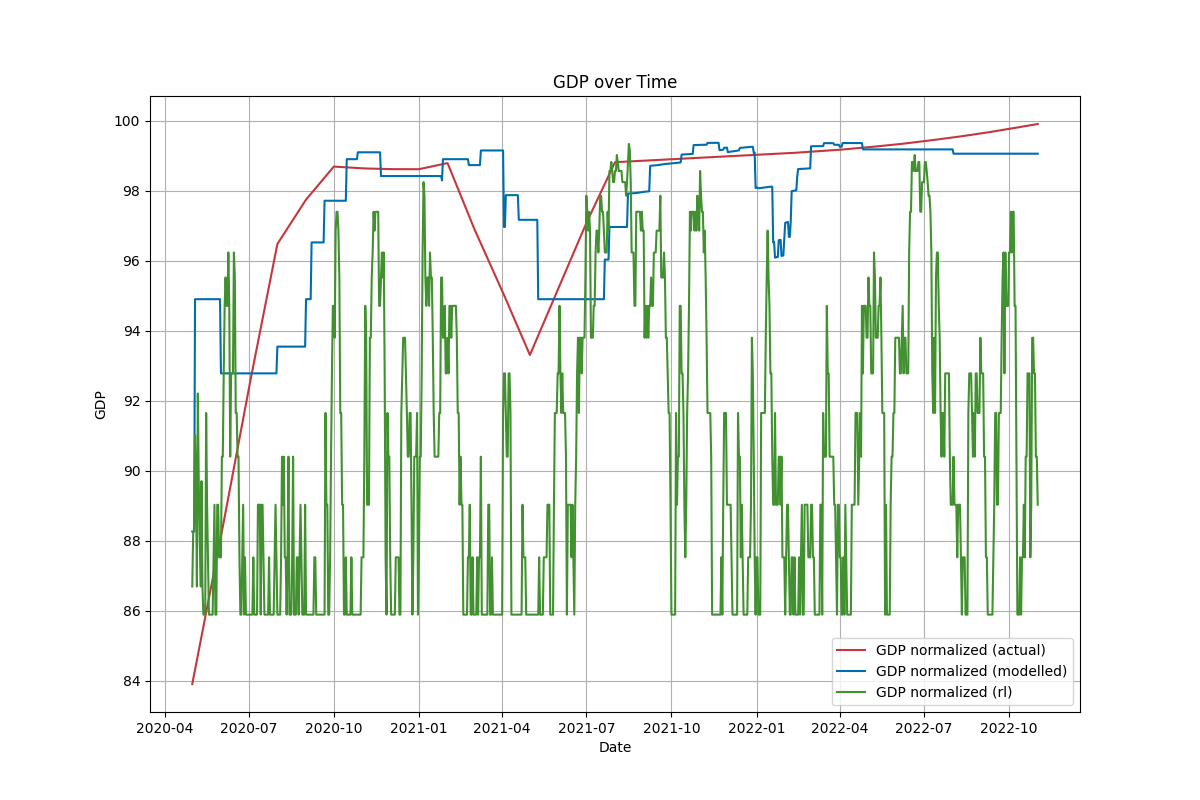 GDP over Time
GDP
100
98
96
94
92
90
88
86
84
2020-04 2020-07 2020-10 2021-01 2021-04 2021-07 2021-10 2022-01 2022-04 2022-07 2022-10
Date
GDP normalized (actual)
GDP normalized (modelled)
GDP normalized (rl)